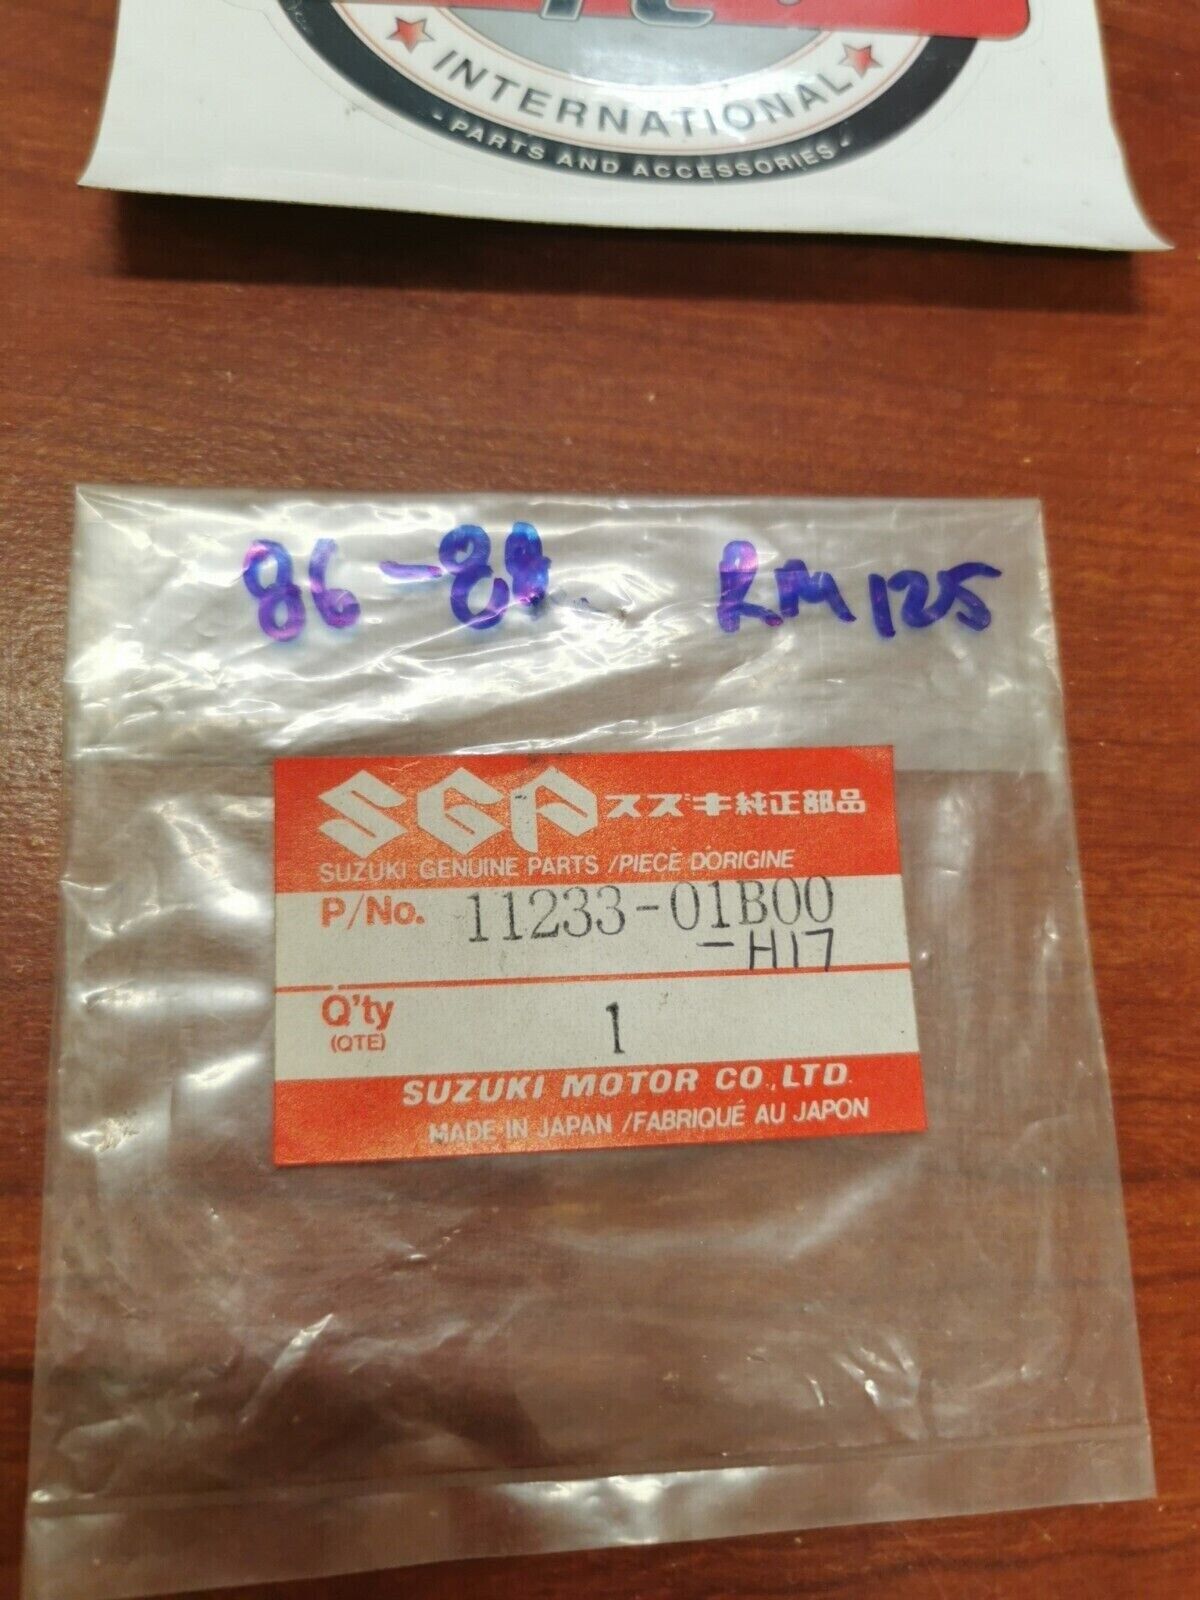 INTERNATIONAL
- PARTS AND ACCESSORIES -
86-88 RM125
SGP スズキ純正部品
SUZUKI GENUINE PARTS /PIECE D'ORIGINE
P/No. 11233-01B00
-H17
Q'ty 1
(QTE)
SUZUKI MOTOR CO.,LTD.
MADE IN JAPAN /FABRIQUÉ AU JAPON